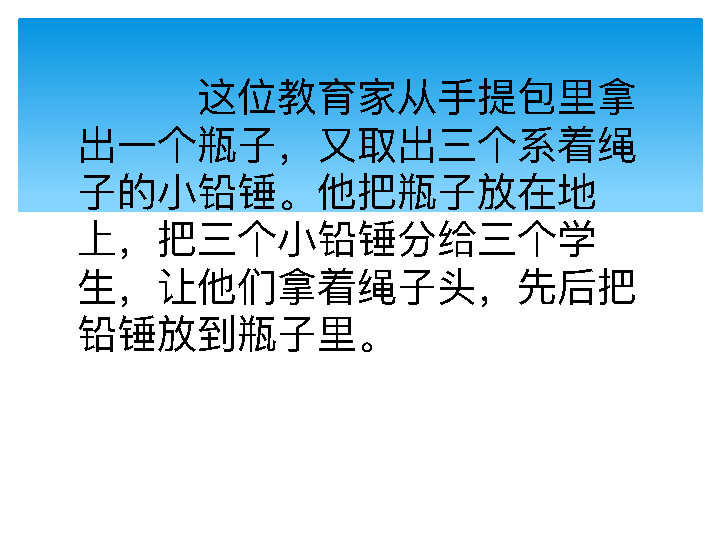 这位教育家从手提包里拿
出一个瓶子，又取出三个系着绳
子的小铅锤。他把瓶子放在地
上，把三个小铅锤分给三个学
生，让他们拿着绳子头，先后把
铅锤放到瓶子里。